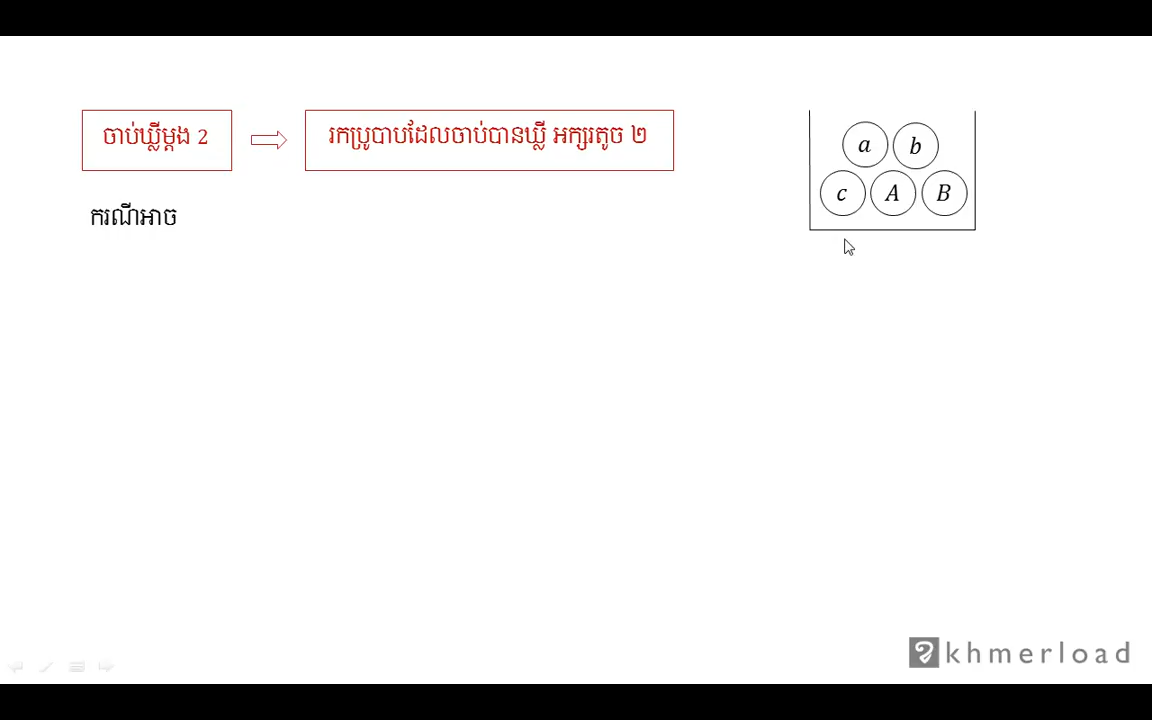 ចាប់ឃ្លីម្ដង 2
រកប្រូបាបដែលចាប់បានឃ្លី អក្សរតូច ២
a b
c A B
ករណីអាច
khmerload